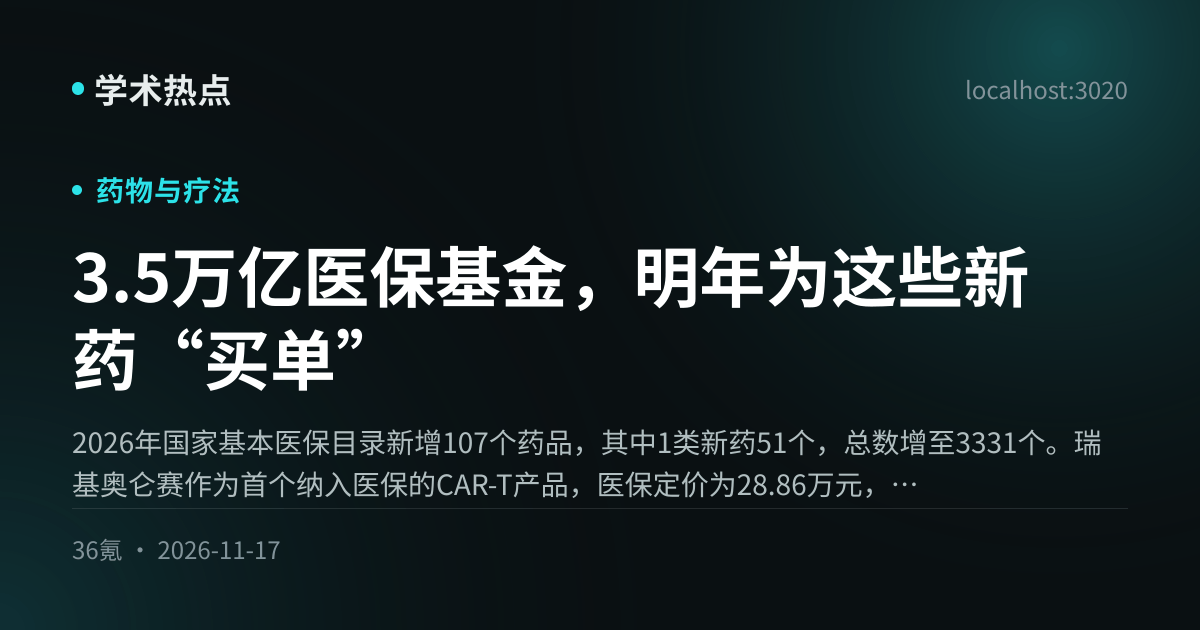 学术热点
localhost:3020
药物与疗法
3.5万亿医保基金，明年为这些新
药“买单”
2026年国家基本医保目录新增107个药品，其中1类新药51个，总数增至3331个。瑞
基奥仑赛作为首个纳入医保的CAR-T产品，医保定价为28.86万元，…
36氪 · 2026-11-17